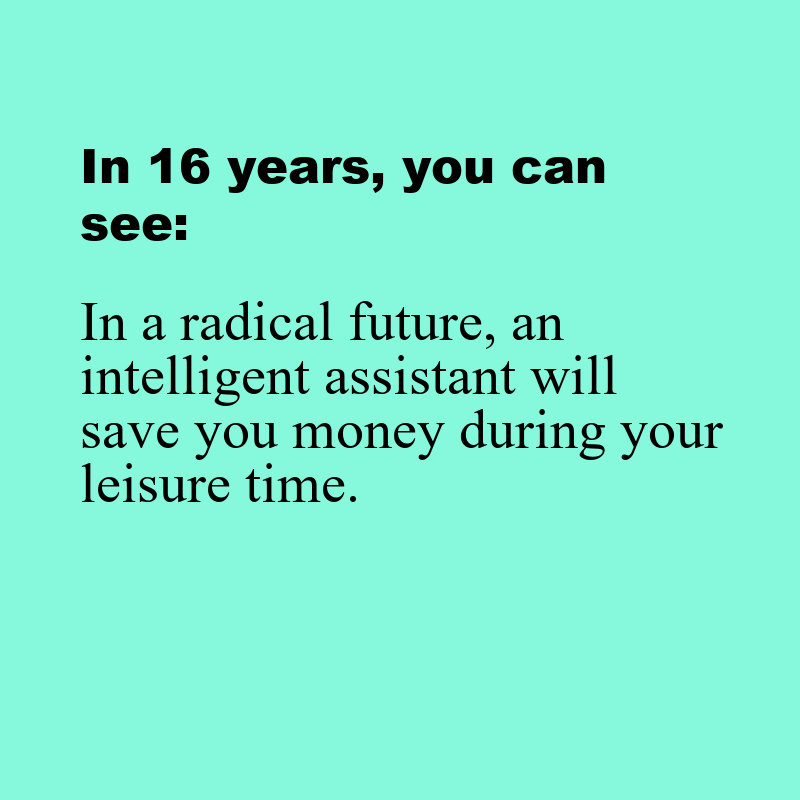 In 16 years, you can
see:
In a radical future, an
intelligent assistant will
save you money during your
leisure time.